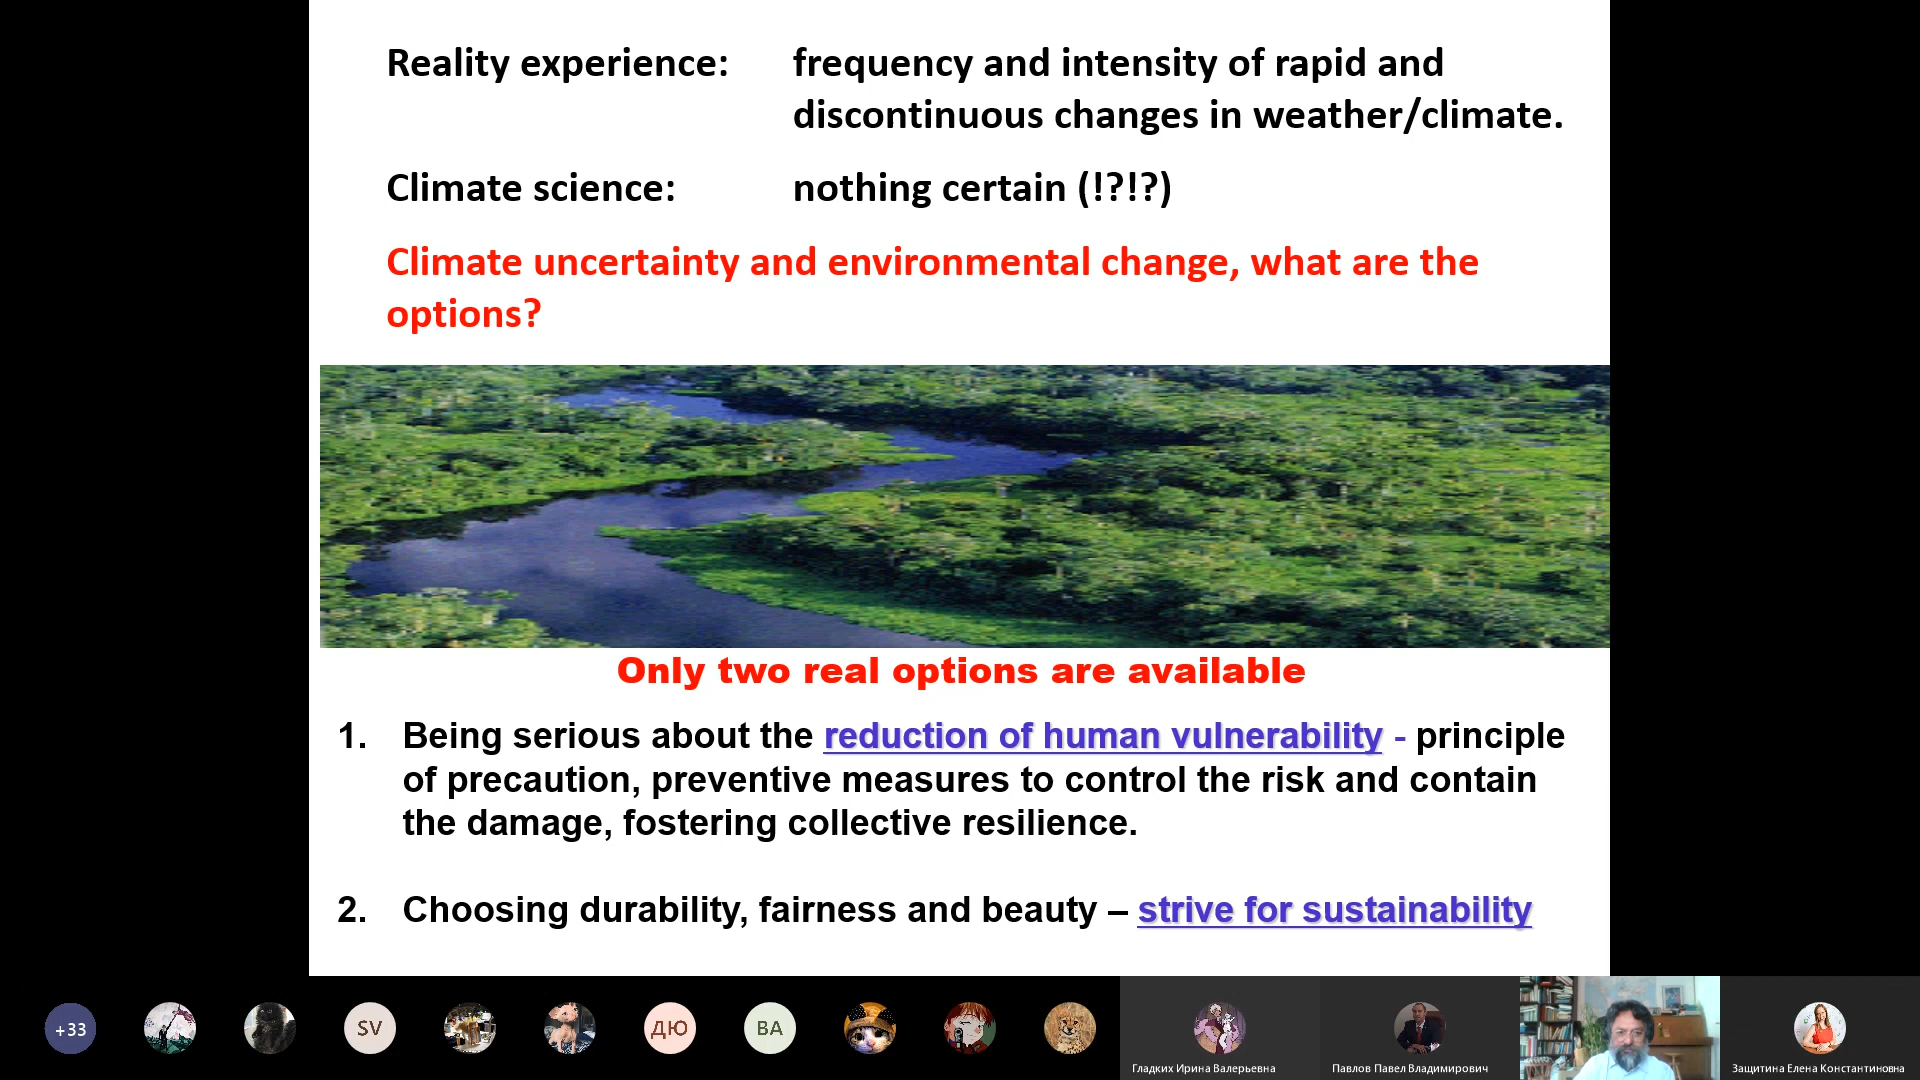 Reality experience: frequency and intensity of rapid and
discontinuous changes in weather/climate.
Climate science: nothing certain (!?!?)
Climate uncertainty and environmental change, what are the
options?
Only two real options are available
1. Being serious about the reduction of human vulnerability - principle
of precaution, preventive measures to control the risk and contain
the damage, fostering collective resilience.
2. Choosing durability, fairness and beauty – strive for sustainability
+33
SV
ДЮ
ВА
Гладких Ирина Валерьевна
Павлов Павел Владимирович
Защитина Елена Константиновна